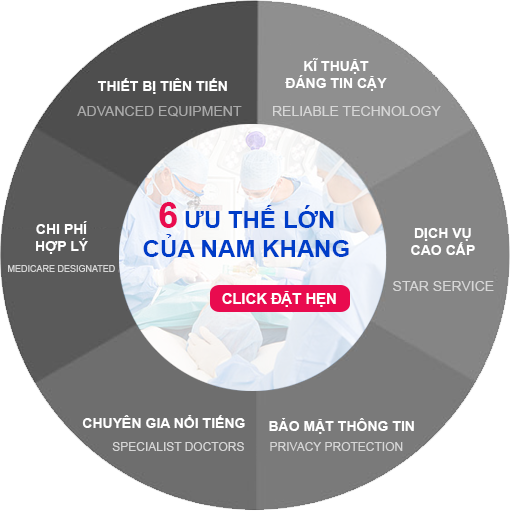 THIẾT BỊ TIÊN TIẾN
ADVANCED EQUIPMENT
KĨ THUẬT
ĐÁNG TIN CẬY
RELIABLE TECHNOLOGY
CHI PHÍ
HỢP LÝ
MEDICARE DESIGNATED
6 ƯU THẾ LỚN
CỦA NAM KHANG
CLICK ĐẶT HẸN
DỊCH VỤ
CAO CẤP
STAR SERVICE
CHUYÊN GIA NỔI TIẾNG
SPECIALIST DOCTORS
BẢO MẬT THÔNG TIN
PRIVACY PROTECTION